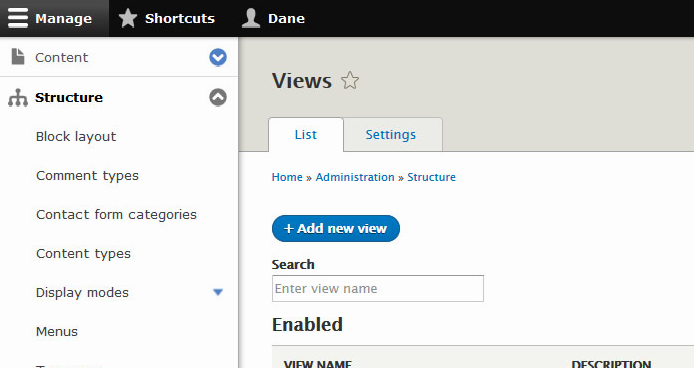 Manage Shortcuts Dane
Content
Structure
Block layout
Comment types
Contact form categories
Content types
Display modes
Menus
Views
List Settings
Home » Administration » Structure
+ Add new view
Search
Enter view name
Enabled
VIEW NAME DESCRIPTION